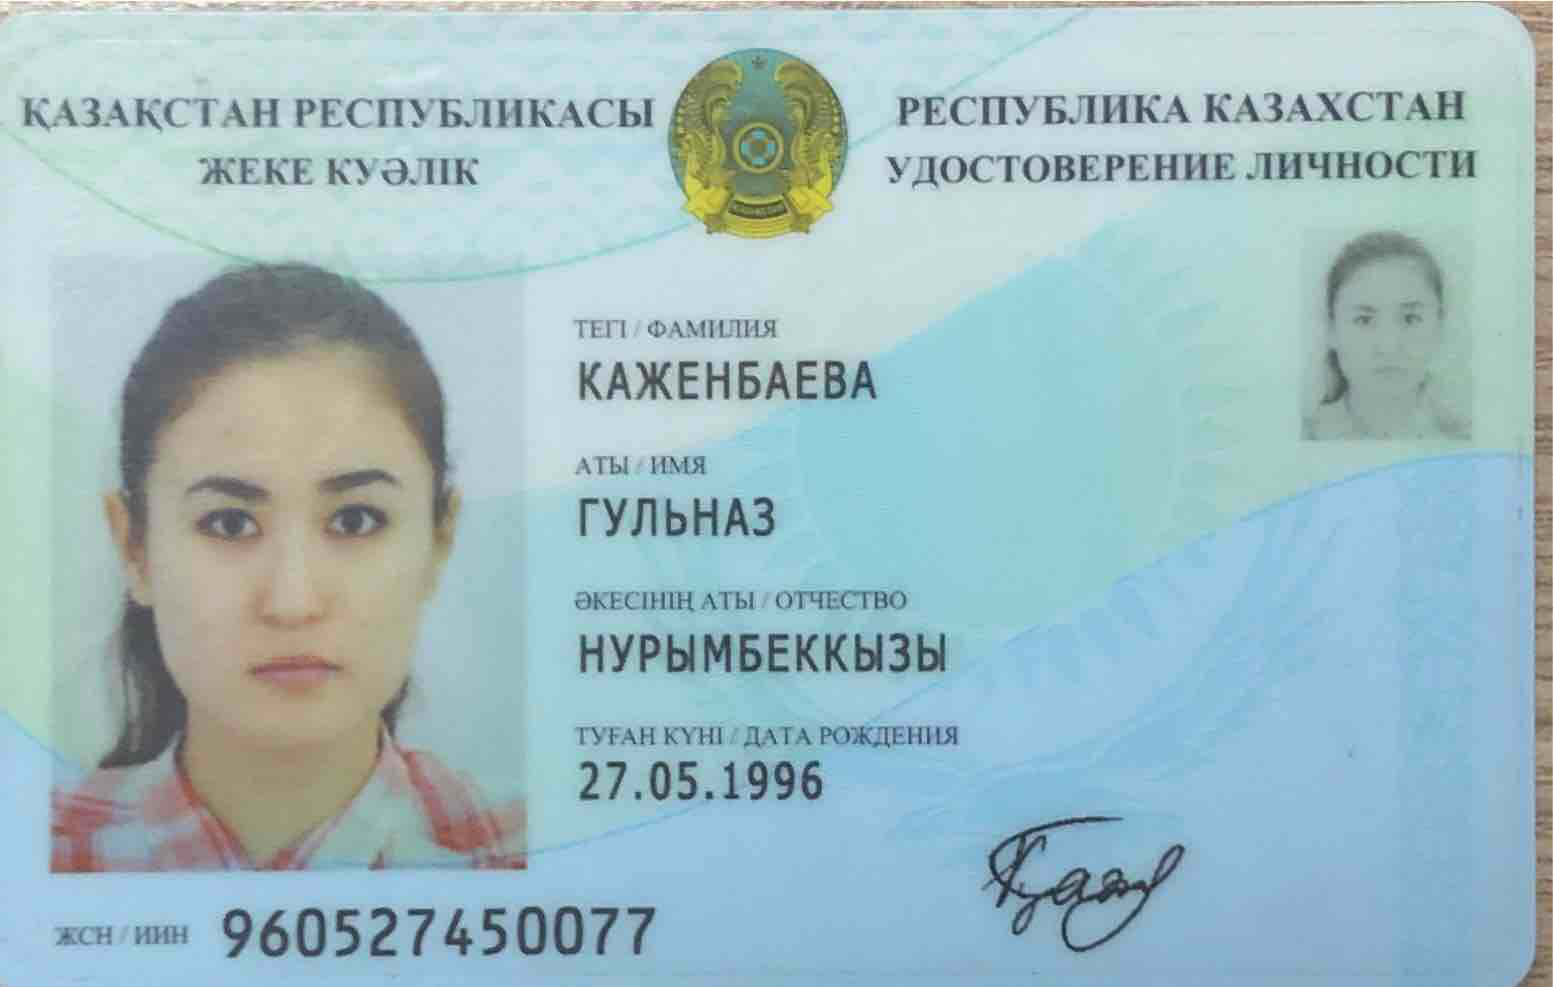 ҚАЗАҚСТАН РЕСПУБЛИКАСЫ
ЖЕКЕ КУӘЛІК
РЕСПУБЛИКА КАЗАХСТАН
УДОСТОВЕРЕНИЕ ЛИЧНОСТИ
ТЕГІ / ФАМИЛИЯ
КАЖЕНБАЕВА
АТЫ / ИМЯ
ГУЛЬНАЗ
ӘКЕСІНІҢ АТЫ / ОТЧЕСТВО
НУРЫМБЕККЫЗЫ
ТУҒАН КҮНІ / ДАТА РОЖДЕНИЯ
27.05.1996
ЖСН / ИИН 960527450077